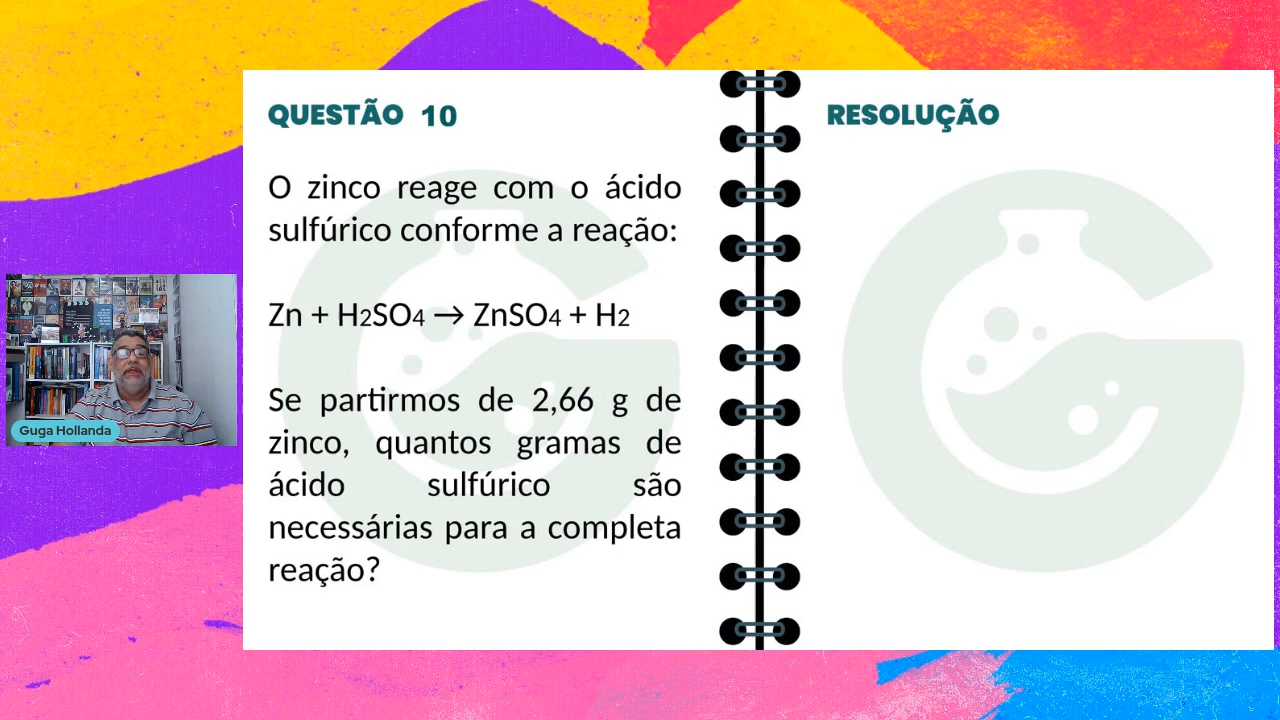 QUESTÃO 10
O zinco reage com o ácido
sulfúrico conforme a reação:
Zn + H2SO4 → ZnSO4 + H2
Se partirmos de 2,66 g de
zinco, quantos gramas de
ácido sulfúrico são
necessárias para a completa
reação?
RESOLUÇÃO
Guga Hollanda